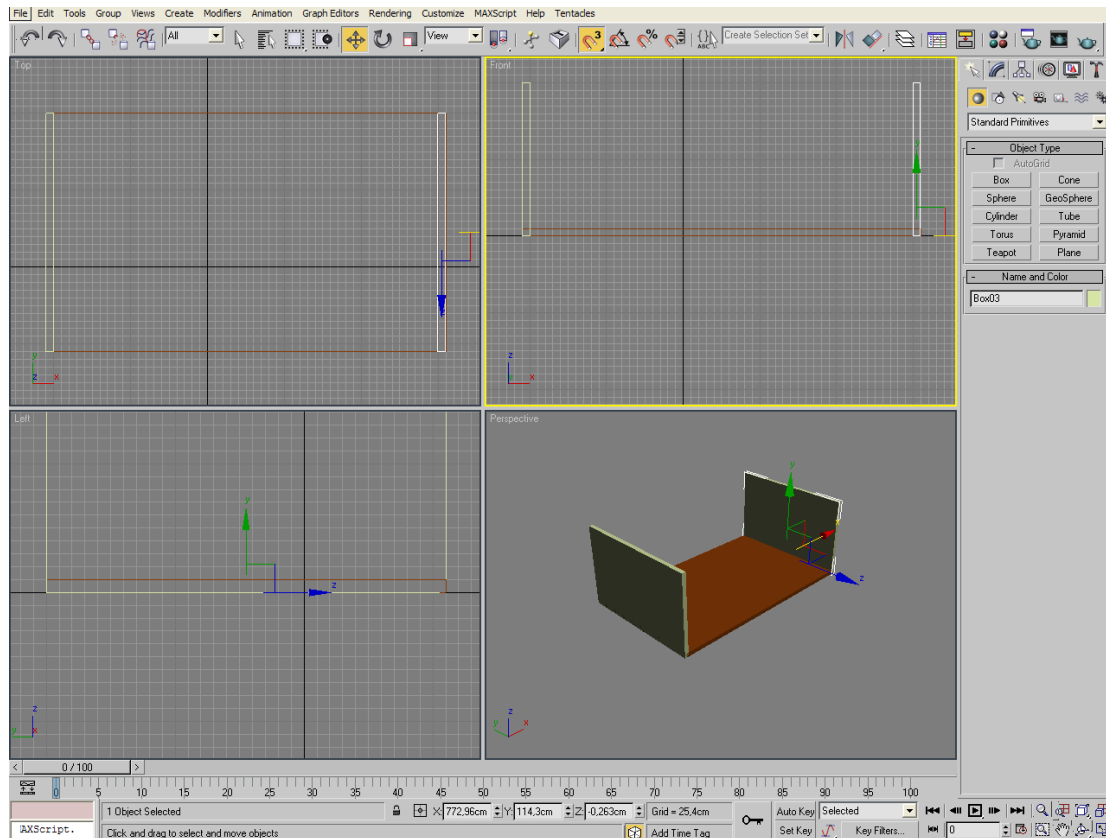 File Edit Tools Group Views Create Modifiers Animation Graph Editors Rendering Customize MAXScript Help Tentacles
All View 3 ABC Create Selection Set
Top
Front
Standard Primitives
- Object Type
AutoGrid
Box Cone
Sphere GeoSphere
Cylinder Tube
Torus Pyramid
Teapot Plane
- Name and Color
Box03
y
y
z x
z
x
Left
Perspective
y
z
y
z
z
y x
z
y x
< 0 / 100 >
0 5 10 15 20 25 30 35 40 45 50 55 60 65 70 75 80 85 90 95 100
1 Object Selected X: 772,96cm Y: 114,3cm Z: -0,263cm Grid = 25,4cm Auto Key Selected
AXScript. Click and drag to select and move objects Add Time Tag Set Key Key Filters... 0